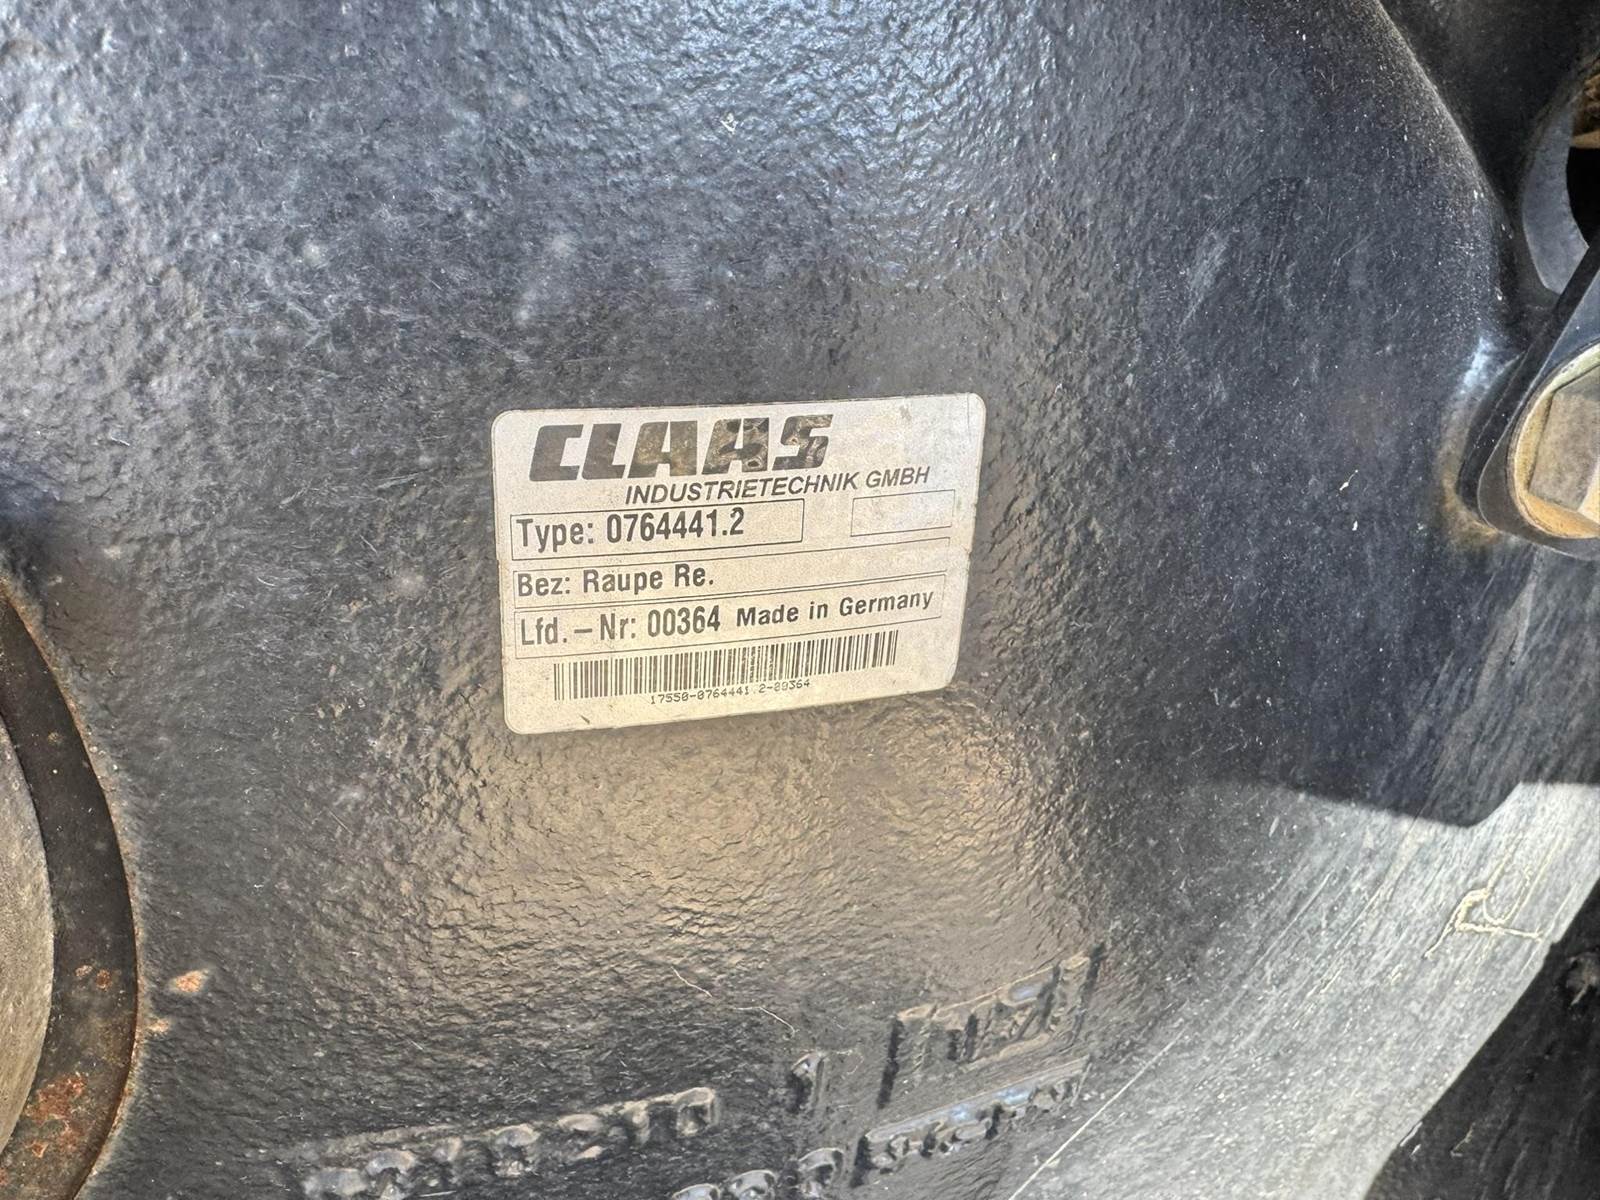 CLAAS
INDUSTRIETECHNIK GMBH
Type: 0764441.2
Bez: Raupe Re.
Lfd.-Nr: 00364 Made in Germany
17550-0764441.2-00364